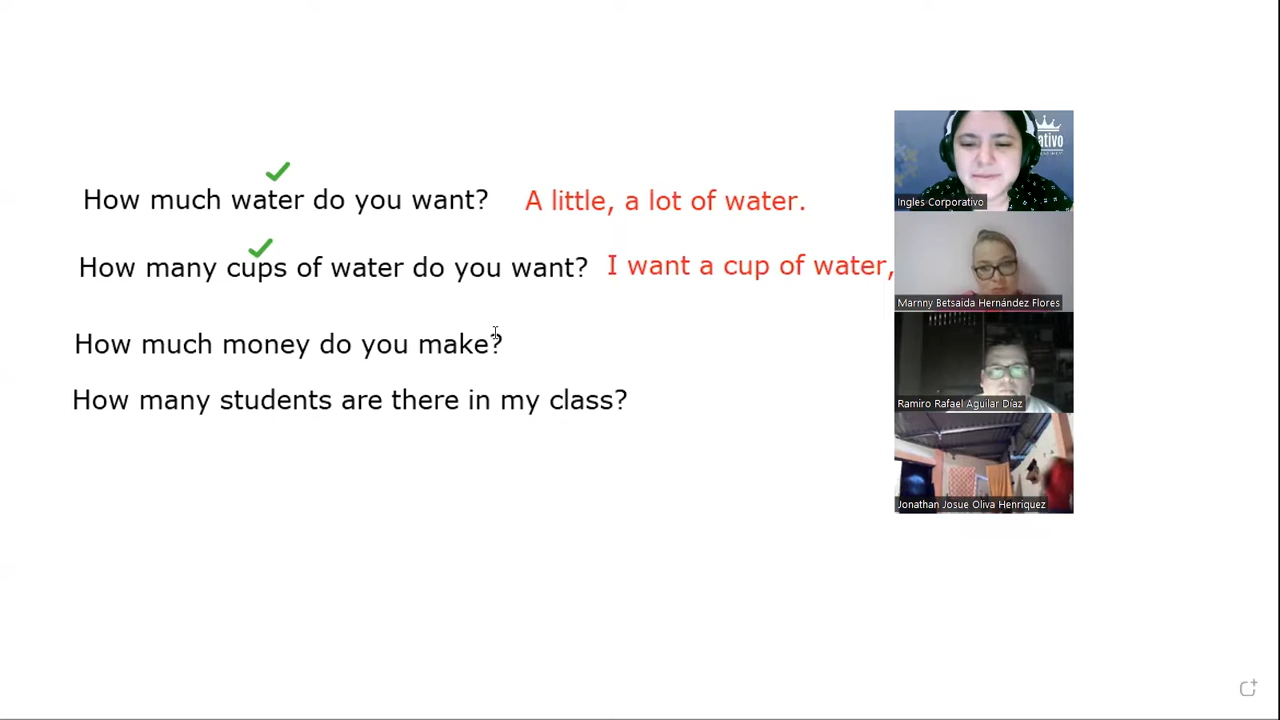 How much water do you want? A little, a lot of water.
How many cups of water do you want? I want a cup of water,
How much money do you make?
How many students are there in my class?
ativo
Ingles Corporativo
Marnny Betsaida Hernández Flores
Ramiro Rafael Aguilar Díaz
Jonathan Josue Oliva Henriquez